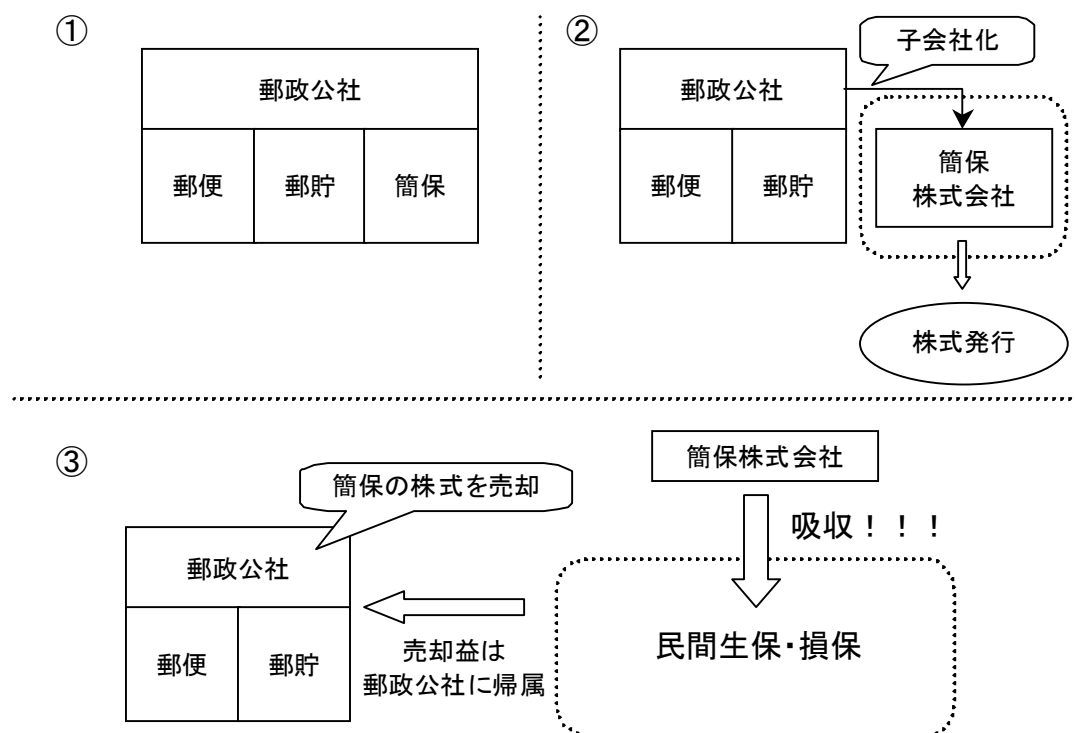 ①
郵政公社
郵便
郵貯
簡保
②
子会社化
郵政公社
郵便
郵貯
簡保
株式会社
株式発行
③
簡保の株式を売却
郵政公社
郵便
郵貯
売却益は
郵政公社に帰属
簡保株式会社
吸収！！！
民間生保・損保